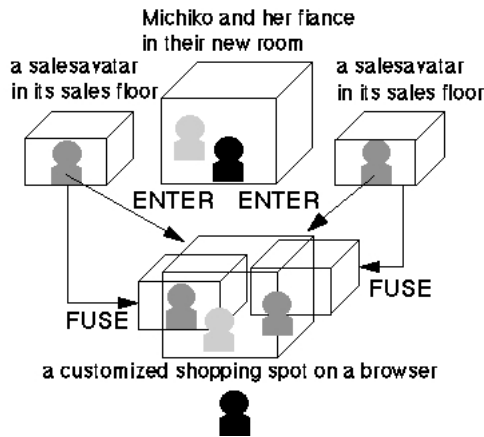 Michiko and her fiance
in their new room
a salesavatar
in its sales floor
a salesavatar
in its sales floor
ENTER ENTER
FUSE
FUSE
a customized shopping spot on a browser